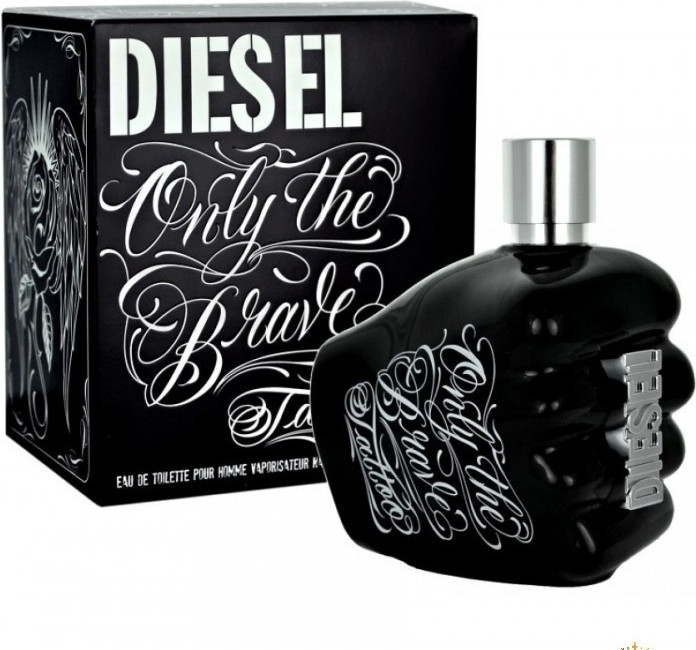 DIESEL
Only the
Brave
EAU DE TOILETTE POUR HOMME VAPORISATEUR
Only the
Brave
Tattoo
DIESEL